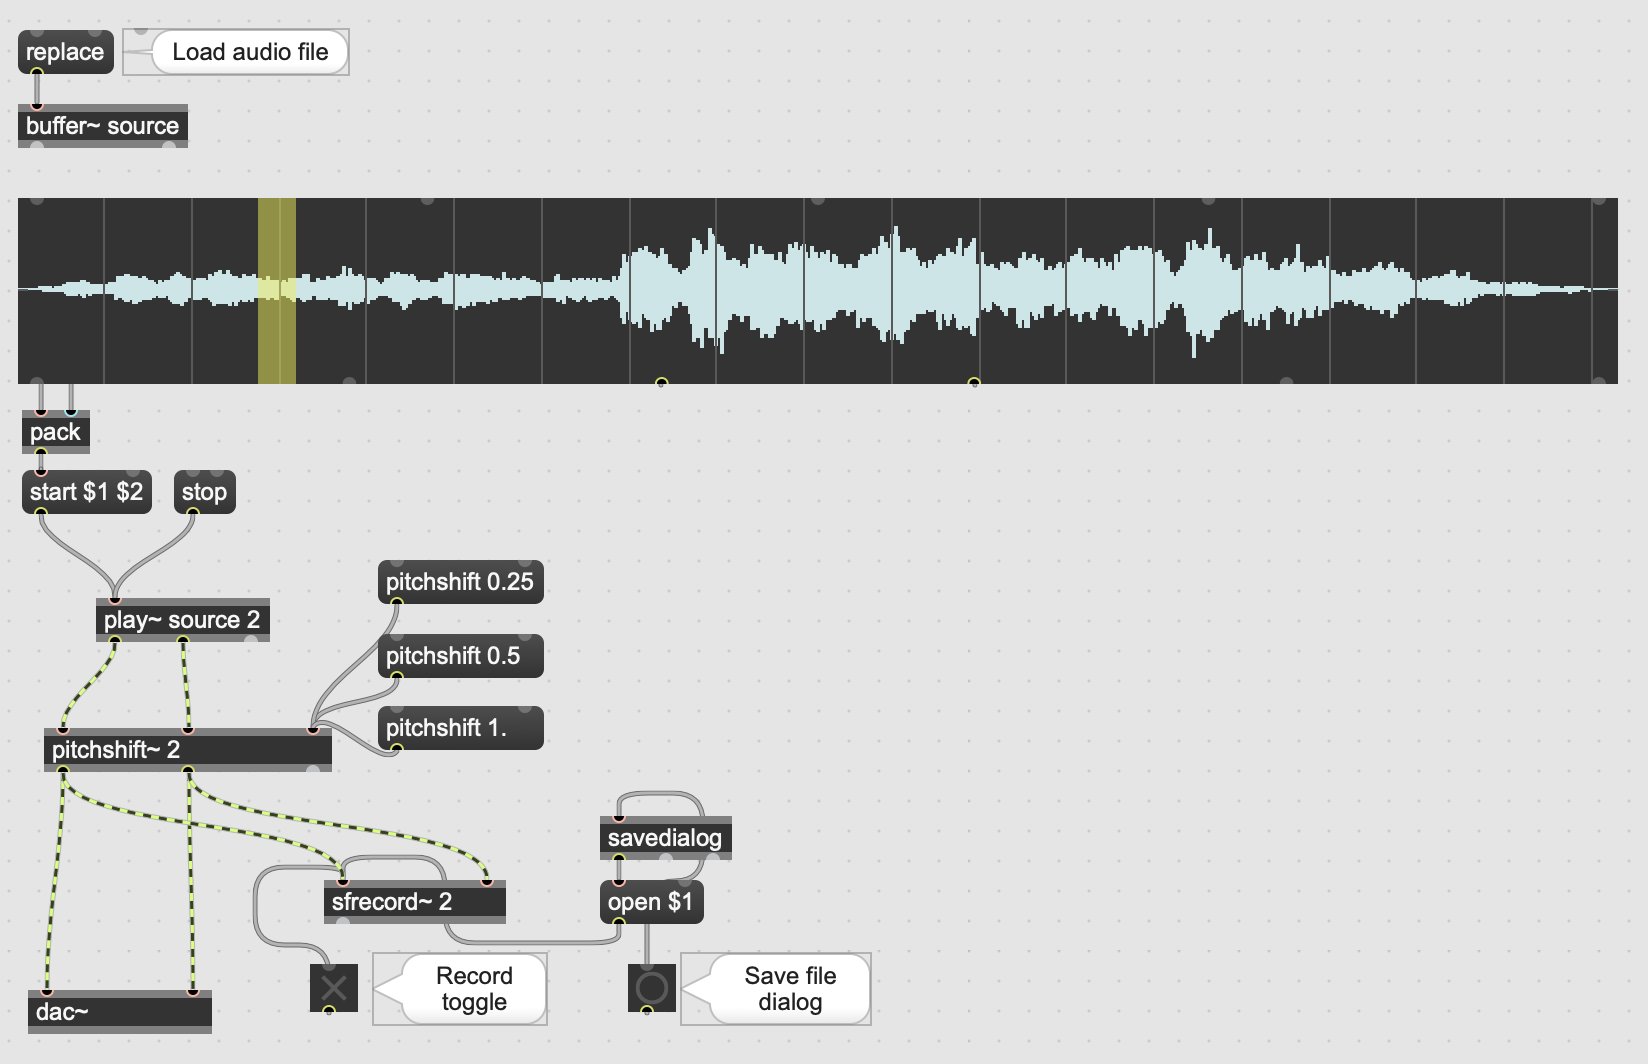 replace
Load audio file
buffer~ source
pack
start $1 $2
stop
play~ source 2
pitchshift 0.25
pitchshift 0.5
pitchshift 1.
pitchshift~ 2
savedialog
sfrecord~ 2
open $1
Record
toggle
Save file
dialog
dac~